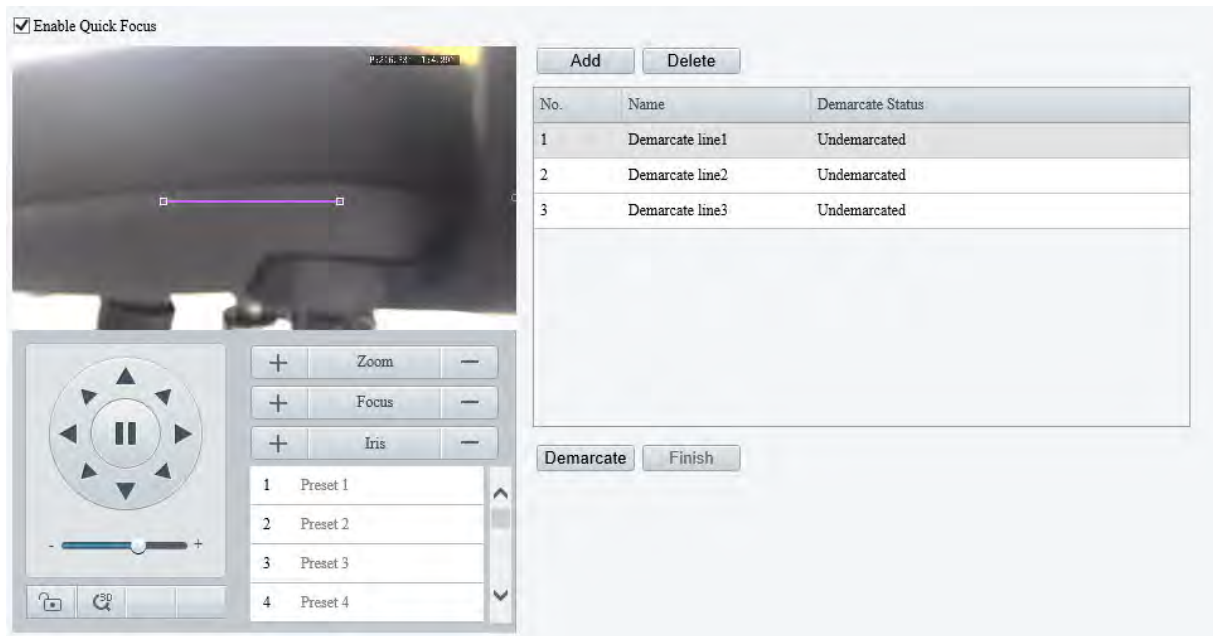 Enable Quick Focus
Add
Delete
No. Name Demarcate Status
1 Demarcate line1 Undemarcated
2 Demarcate line2 Undemarcated
3 Demarcate line3 Undemarcated
+ Zoom −
+ Focus −
+ Iris −
1 Preset 1
2 Preset 2
3 Preset 3
4 Preset 4
- +
3D
Demarcate
Finish